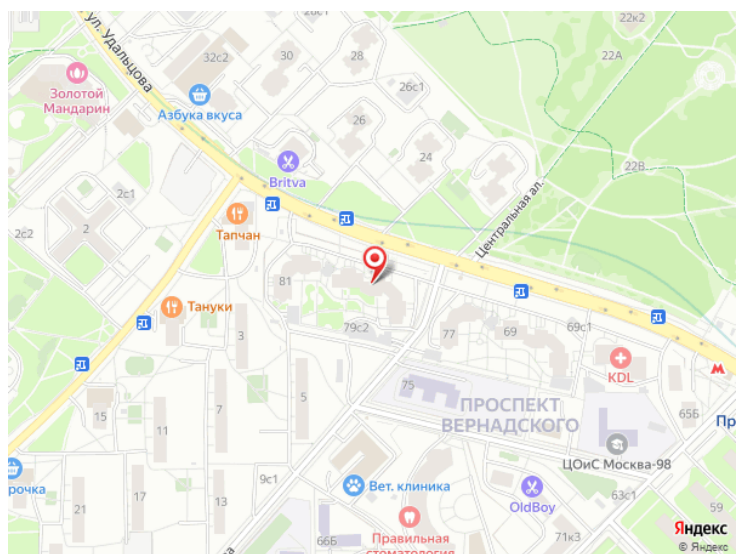 22к2
ул. Удальцова
28
22А
30
32с2
Золотой
Мандарин
26с1
Азбука вкуса
26
24
22В
Britva
2с1
Центральная ал.
2с2
2
Тапчан
81
Тануки
79с2
77
69
69с1
3
KDL
75
15
7
5
ПРОСПЕКТ
ВЕРНАДСКОГО
65Б
11
Пр
ЦОиС Москва-98
9с1
рочка
Вет. клиника
13
21
17
OldBoy
63с1
59
66Б
Правильная
стоматология
71к3
Яндекс
© Яндекс